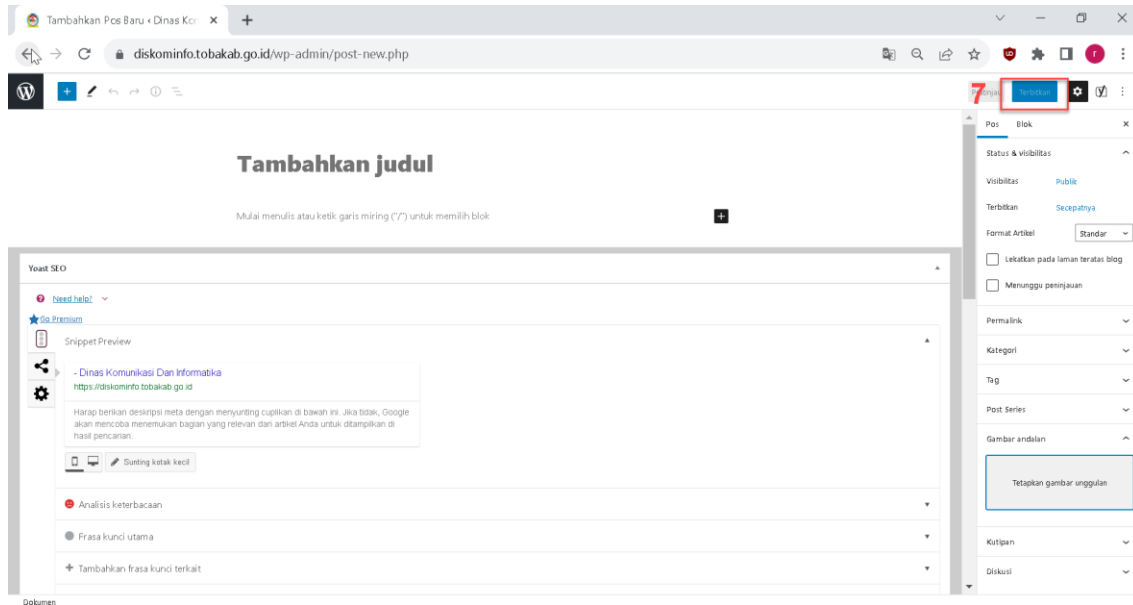 Tambahkan Pos Baru ‹ Dinas Kor
diskominfo.tobakab.go.id/wp-admin/post-new.php
7
Terbitkan
Pos Blok
Tambahkan judul
Mulai menulis atau ketik garis miring ("/") untuk memilih blok
Status & visibilitas
Visibilitas Publik
Terbitkan Secepatnya
Format Artikel Standar
Lekatkan pada laman teratas blog
Menunggu peninjauan
Permalink
Kategori
Tag
Post Series
Gambar andalan
Tetapkan gambar unggulan
Kutipan
Diskusi
Yoast SEO
Need help?
Go Premium
Snippet Preview
- Dinas Komunikasi Dan Informatika
https://diskominfo.tobakab.go.id
Harap berikan deskripsi meta dengan menyunting cuplikan di bawah ini. Jika tidak, Google
akan mencoba menemukan bagian yang relevan dari artikel Anda untuk ditampilkan di
hasil pencarian.
Sunting kotak kecil
Analisis keterbacaan
Frasa kunci utama
Tambahkan frasa kunci terkait
Dokumen